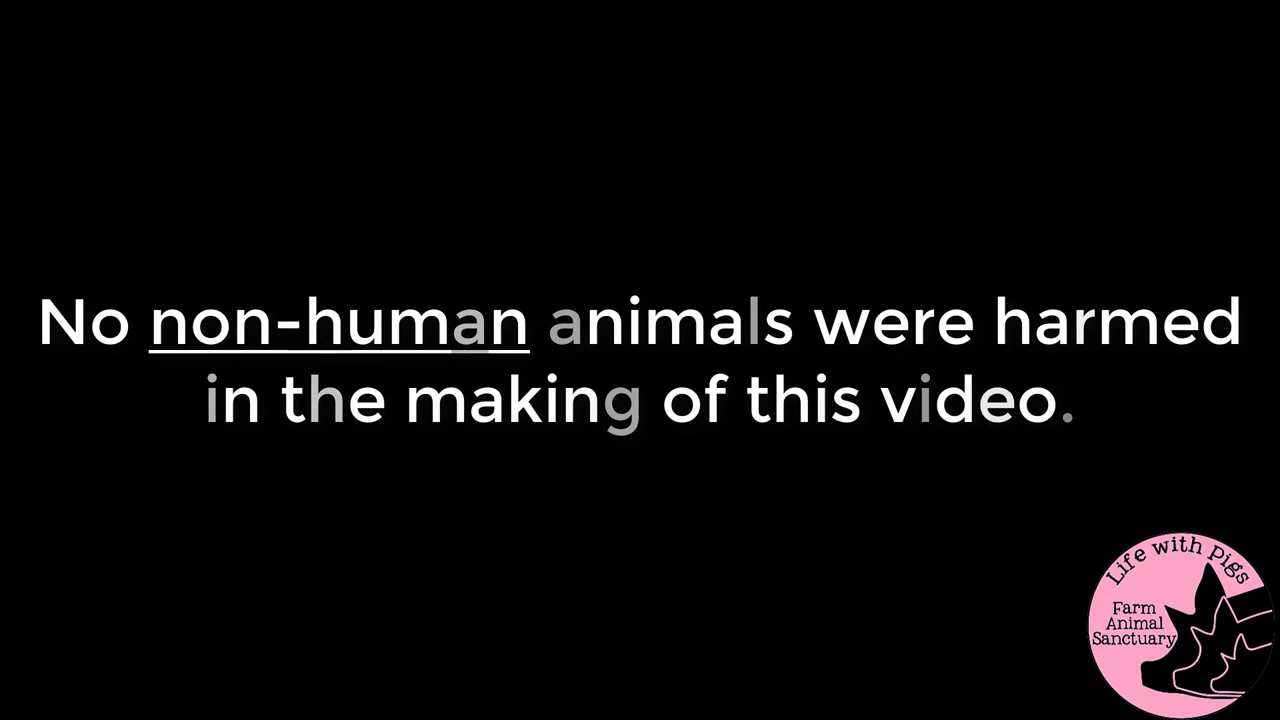 No non-human animals were harmed
in the making of this video.
Life with Pigs
Farm
Animal
Sanctuary